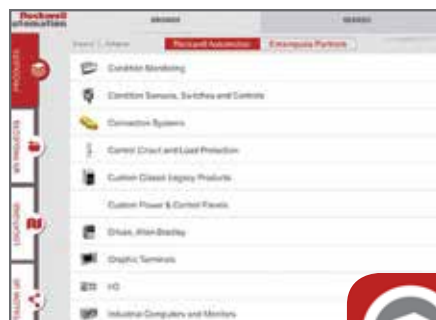 Rockwell
Automation
BROWSE
SEARCH
PRODUCTS
Rockwell Automation
Encompass Partners
Condition Monitoring
Condition Sensors, Switches and Controls
Connection Systems
Control Circuit and Load Protection
Custom Classic Legacy Products
Custom Power & Control Panels
Drives, Allen-Bradley
Graphic Terminals
I/O
Industrial Computers and Monitors
LOCATIONS